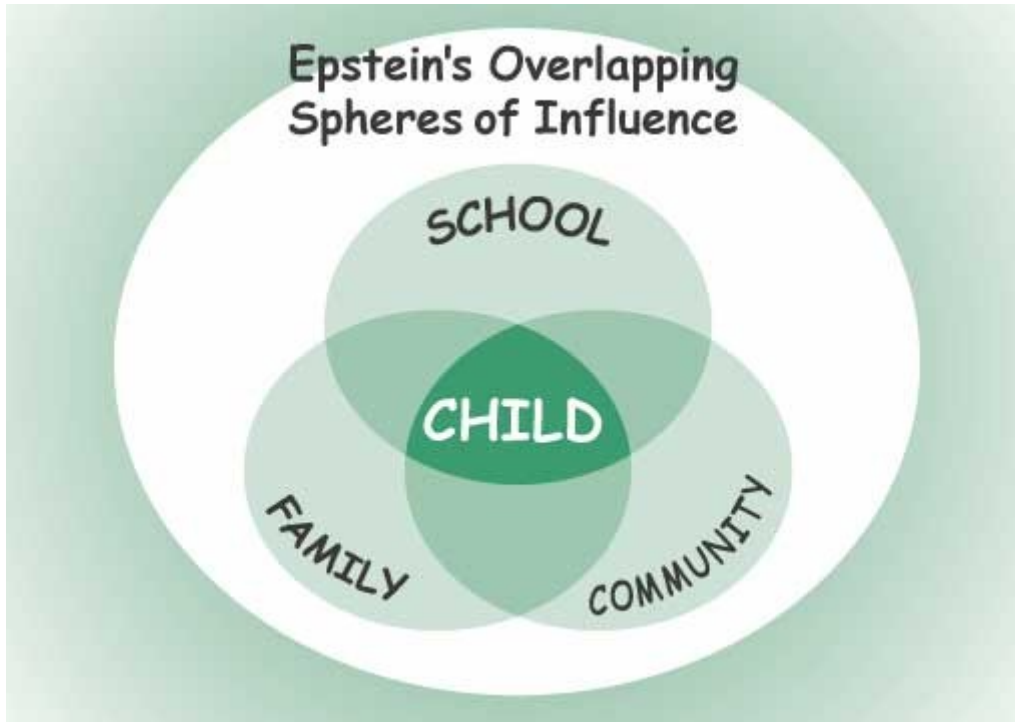 Epstein's Overlapping
Spheres of Influence
SCHOOL
CHILD
FAMILY
COMMUNITY